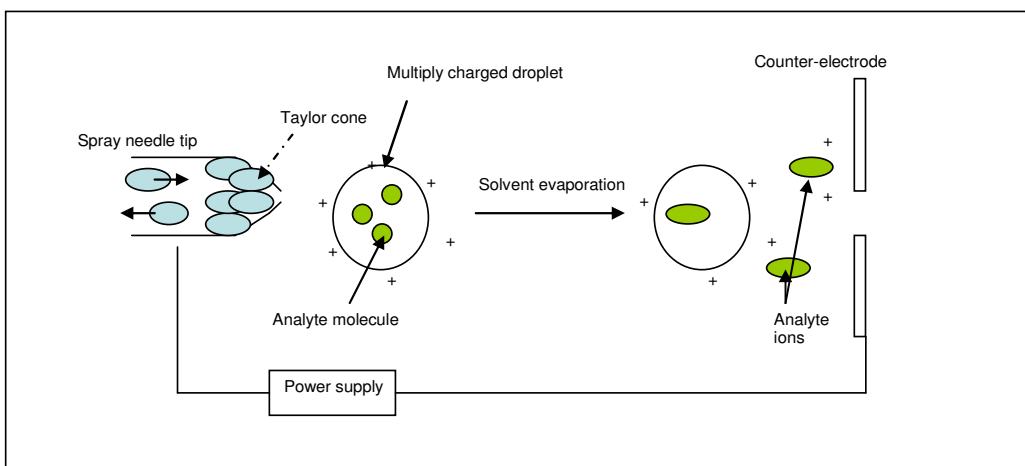 Counter-electrode
Multiply charged droplet
Taylor cone
Spray needle tip
+
+
+
Solvent evaporation
+
+
+
+
+
+
+
+
+
Analyte molecule
Analyte
ions
Power supply